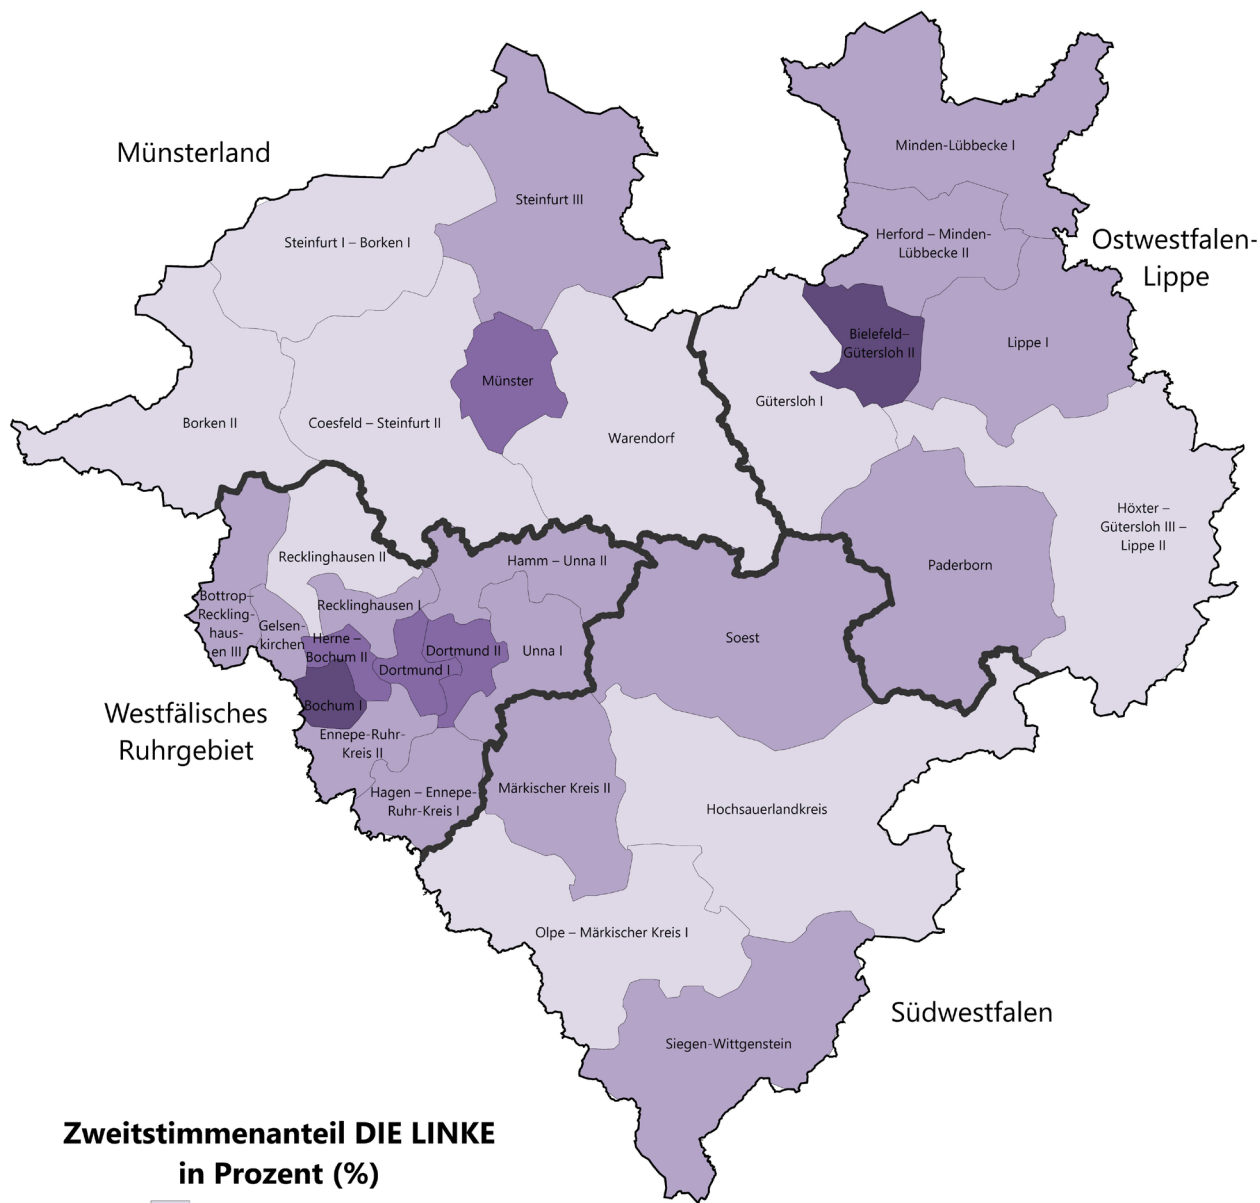 Münsterland
Minden-Lübbecke I
Steinfurt III
Steinfurt I – Borken I
Herford – Minden-
Lübbecke II
Ostwestfalen-
Lippe
Bielefeld–
Gütersloh II
Lippe I
Münster
Gütersloh I
Borken II
Coesfeld – Steinfurt II
Warendorf
Höxter –
Gütersloh III –
Lippe II
Recklinghausen II
Hamm – Unna II
Paderborn
Bottrop–
Reckling-
haus-
en III
Recklinghausen I
Gelsen-
kirchen
Herne –
Bochum II
Dortmund II
Unna I
Soest
Dortmund I
Bochum I
Westfälisches
Ruhrgebiet
Ennepe-Ruhr-
Kreis II
Hagen – Ennepe-
Ruhr-Kreis I
Märkischer Kreis II
Hochsauerlandkreis
Olpe – Märkischer Kreis I
Südwestfalen
Siegen-Wittgenstein
Zweitstimmenanteil DIE LINKE
in Prozent (%)